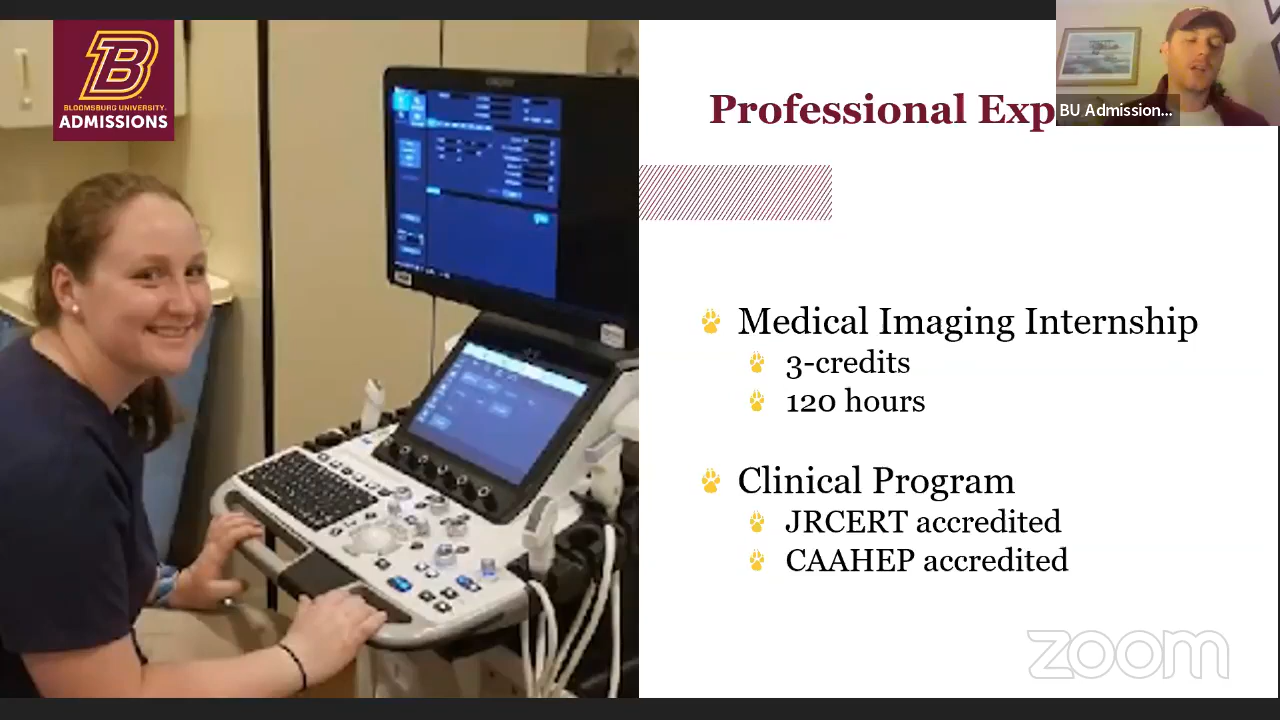 B
BLOOMSBURG UNIVERSITY
ADMISSIONS
Professional Exp
BU Admission...
Medical Imaging Internship
3-credits
120 hours
Clinical Program
JRCERT accredited
CAAHEP accredited
zoom